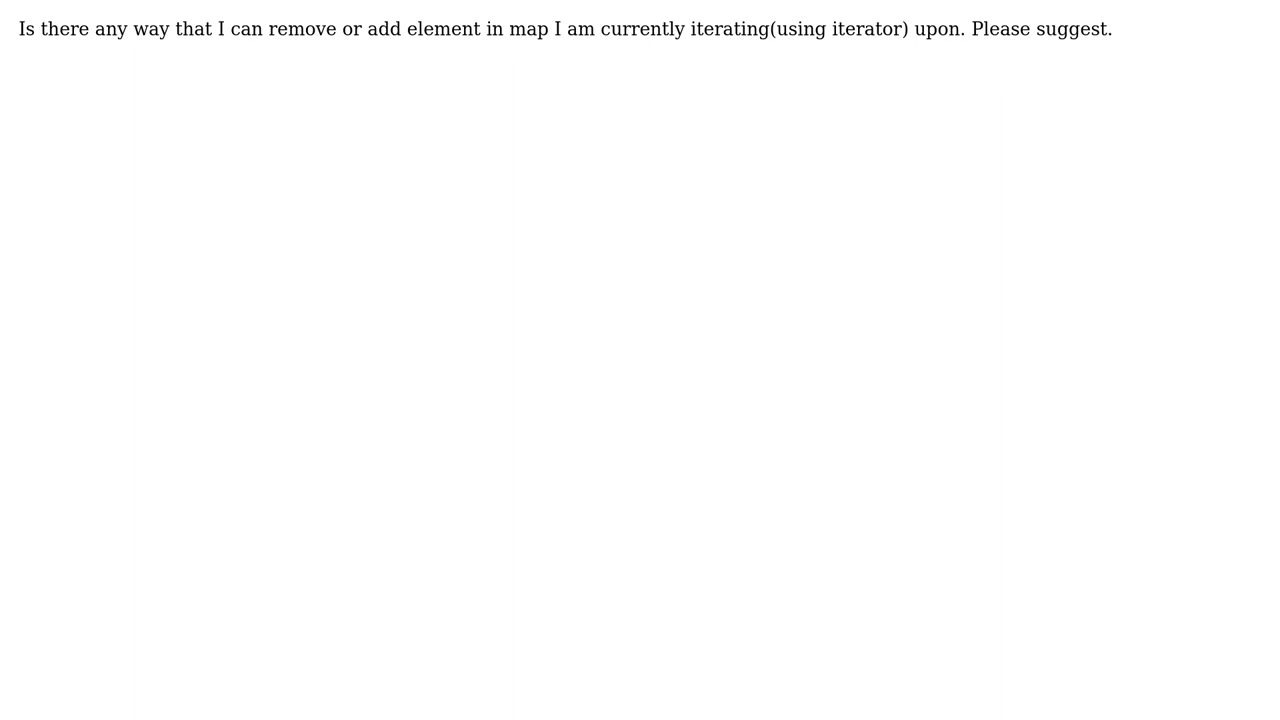 Is there any way that I can remove or add element in map I am currently iterating(using iterator) upon. Please suggest.